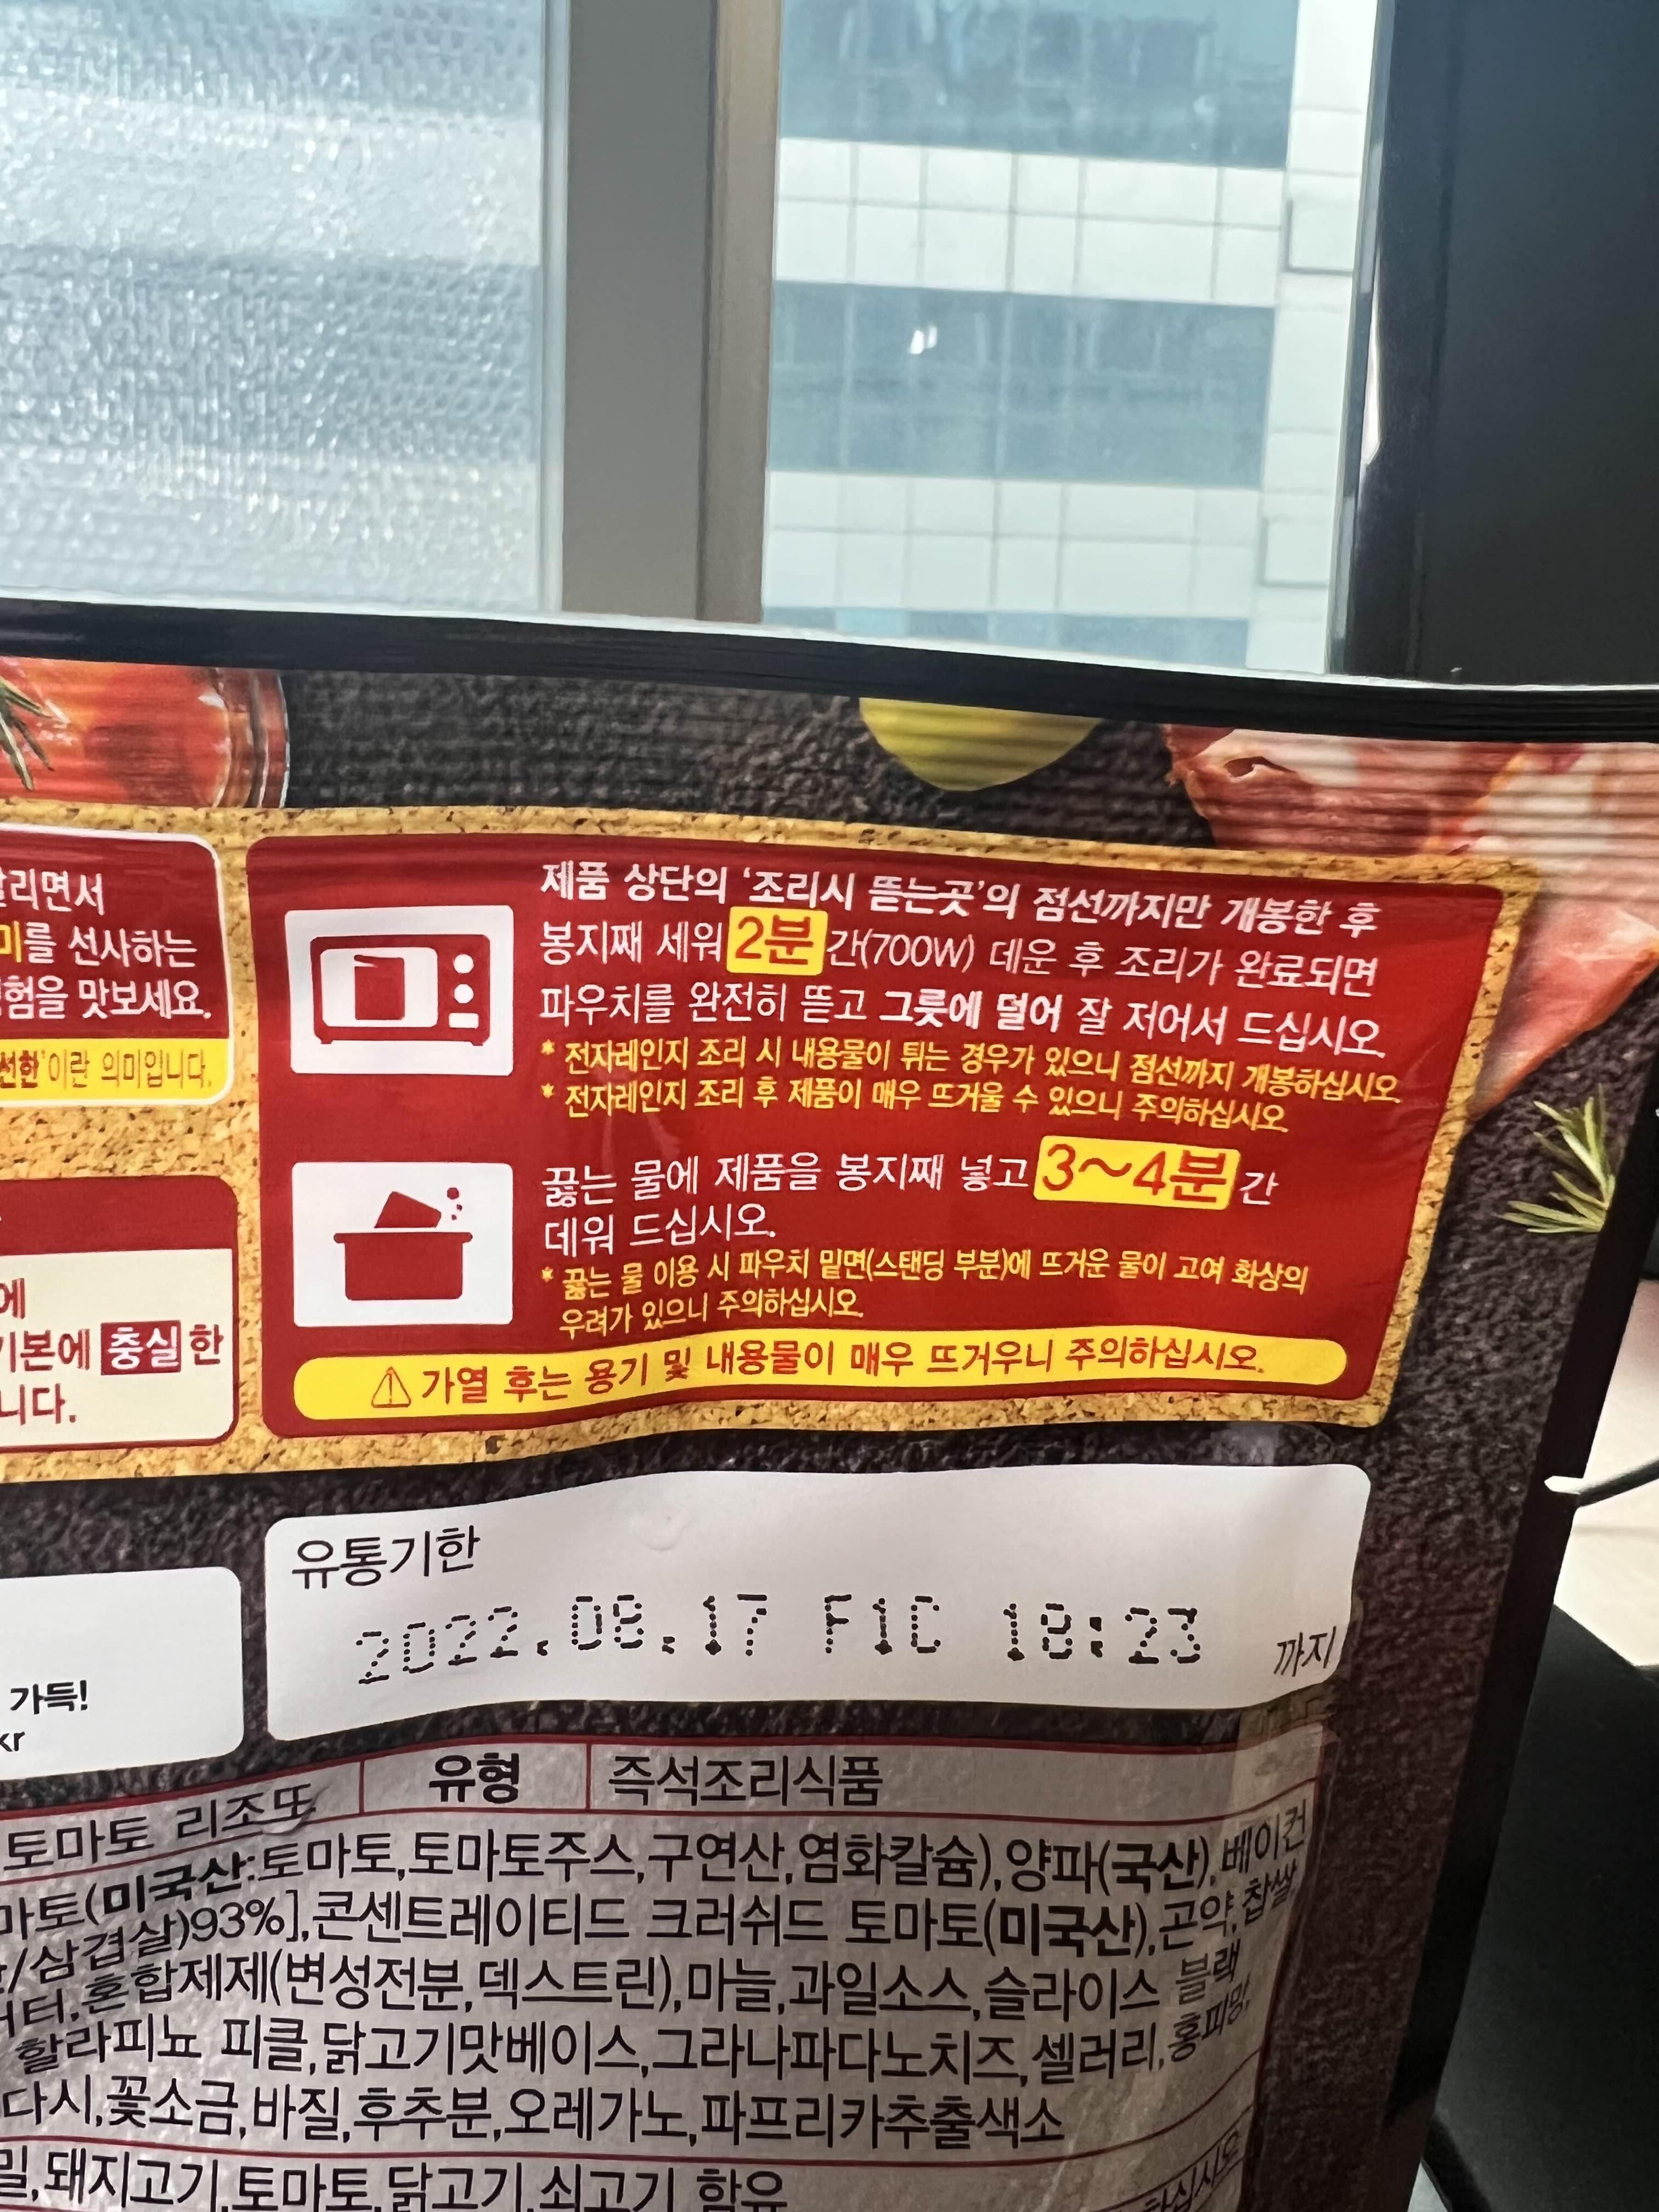 리면서
미를 선사하는
험을 맛보세요.
선한'이란 의미입니다.
에
기본에 충실한
니다.
제품 상단의 '조리시 뜯는곳'의 점선까지만 개봉한 후
봉지째 세워 2분간(700W) 데운 후 조리가 완료되면
파우치를 완전히 뜯고 그릇에 덜어 잘 저어서 드십시오.
* 전자레인지 조리 시 내용물이 튀는 경우가 있으니 점선까지 개봉하십시오.
* 전자레인지 조리 후 제품이 매우 뜨거울 수 있으니 주의하십시오.
끓는 물에 제품을 봉지째 넣고 3~4분간
데워 드십시오.
* 끓는 물 이용 시 파우치 밑면(스탠딩 부분)에 뜨거운 물이 고여 화상의
우려가 있으니 주의하십시오.
⚠ 가열 후는 용기 및 내용물이 매우 뜨거우니 주의하십시오.
가득!
kr
유통기한
2022.08.17 F1C 18:23 까지
토마토 리조또 유형 즉석조리식품
마토(미국산:토마토,토마토주스,구연산,염화칼슘),양파(국산),베이컨
/삼겹살)93%],콘센트레이티드 크러쉬드 토마토(미국산),곤약,찹쌀,
버터,혼합제제(변성전분,덱스트린),마늘,과일소스,슬라이스 블랙
할라피뇨 피클,닭고기맛베이스,그라나파다노치즈,셀러리,홍피망,
다시,꽃소금,바질,후추분,오레가노,파프리카추출색소
밀,돼지고기,토마토,닭고기,쇠고기 함유
하십시오